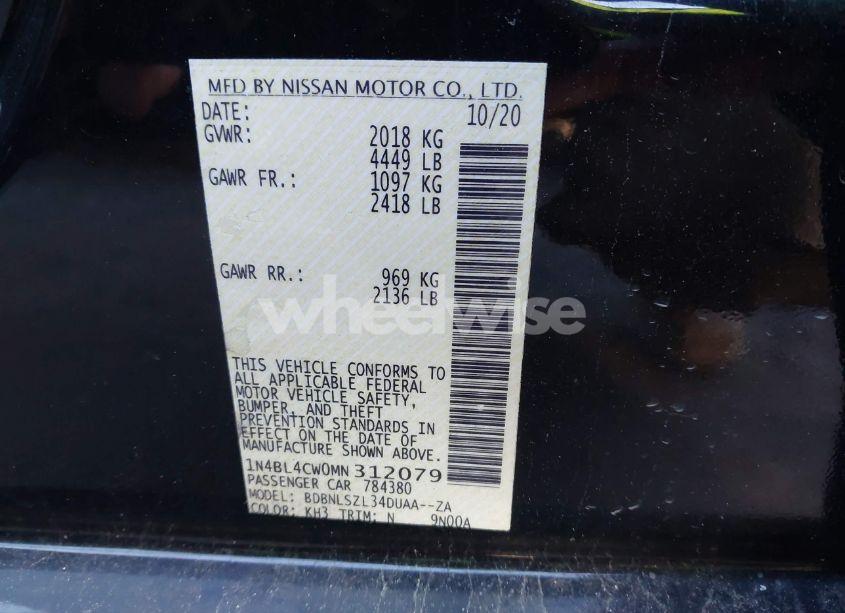 MFD BY NISSAN MOTOR CO., LTD.
DATE: 10/20
GVWR: 2018 KG
4449 LB
GAWR FR.: 1097 KG
2418 LB
GAWR RR.: 969 KG
2136 LB
wheelwise
THIS VEHICLE CONFORMS TO
ALL APPLICABLE FEDERAL
MOTOR VEHICLE SAFETY,
BUMPER, AND THEFT
PREVENTION STANDARDS IN
EFFECT ON THE DATE OF
MANUFACTURE SHOWN ABOVE.
1N4BL4CW0MN312079
PASSENGER CAR 784380
MODEL: BDBNLSZL34DUAA--ZA
COLOR: KH3 TRIM: N 9N00A